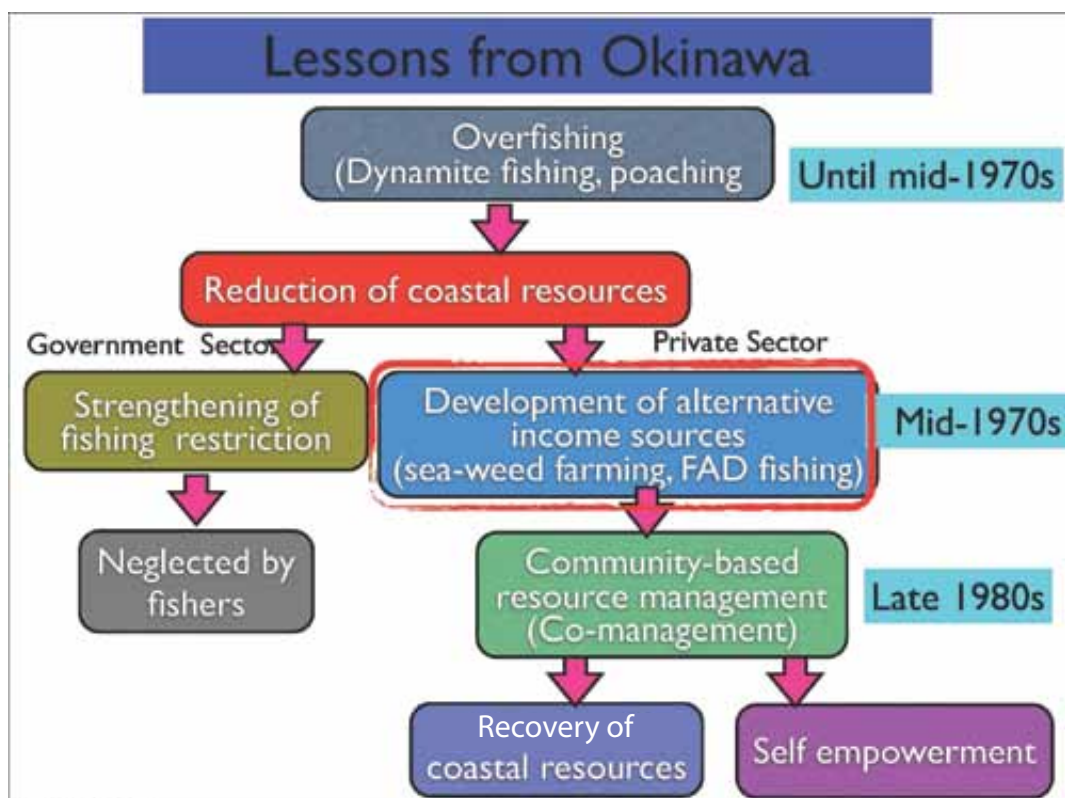 Lessons from Okinawa
Overfishing
(Dynamite fishing, poaching
Until mid-1970s
Reduction of coastal resources
Government Sector
Private Sector
Strengthening of
fishing restriction
Development of alternative
income sources
(sea-weed farming, FAD fishing)
Mid-1970s
Neglected by
fishers
Community-based
resource management
(Co-management)
Late 1980s
Recovery of
coastal resources
Self empowerment